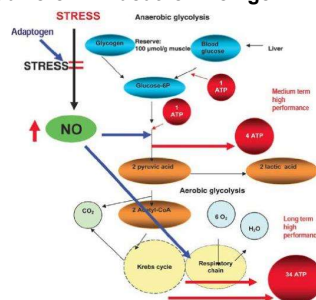 STRESS
Anaerobic glycolysis
Adaptogen
Glycogen
Reserve:
100 µmol/g muscle
Blood
glucose
Liver
STRESS
Glucose-6P
1
ATP
1
ATP
Medium term
high
performance
NO
4 ATP
2 pyruvic acid
2 lactic acid
Aerobic glycolysis
CO2
2 Acetyl-CoA
6 O2
H2O
Long term
high
performance
Krebs cycle
Respiratory
chain
34 ATP